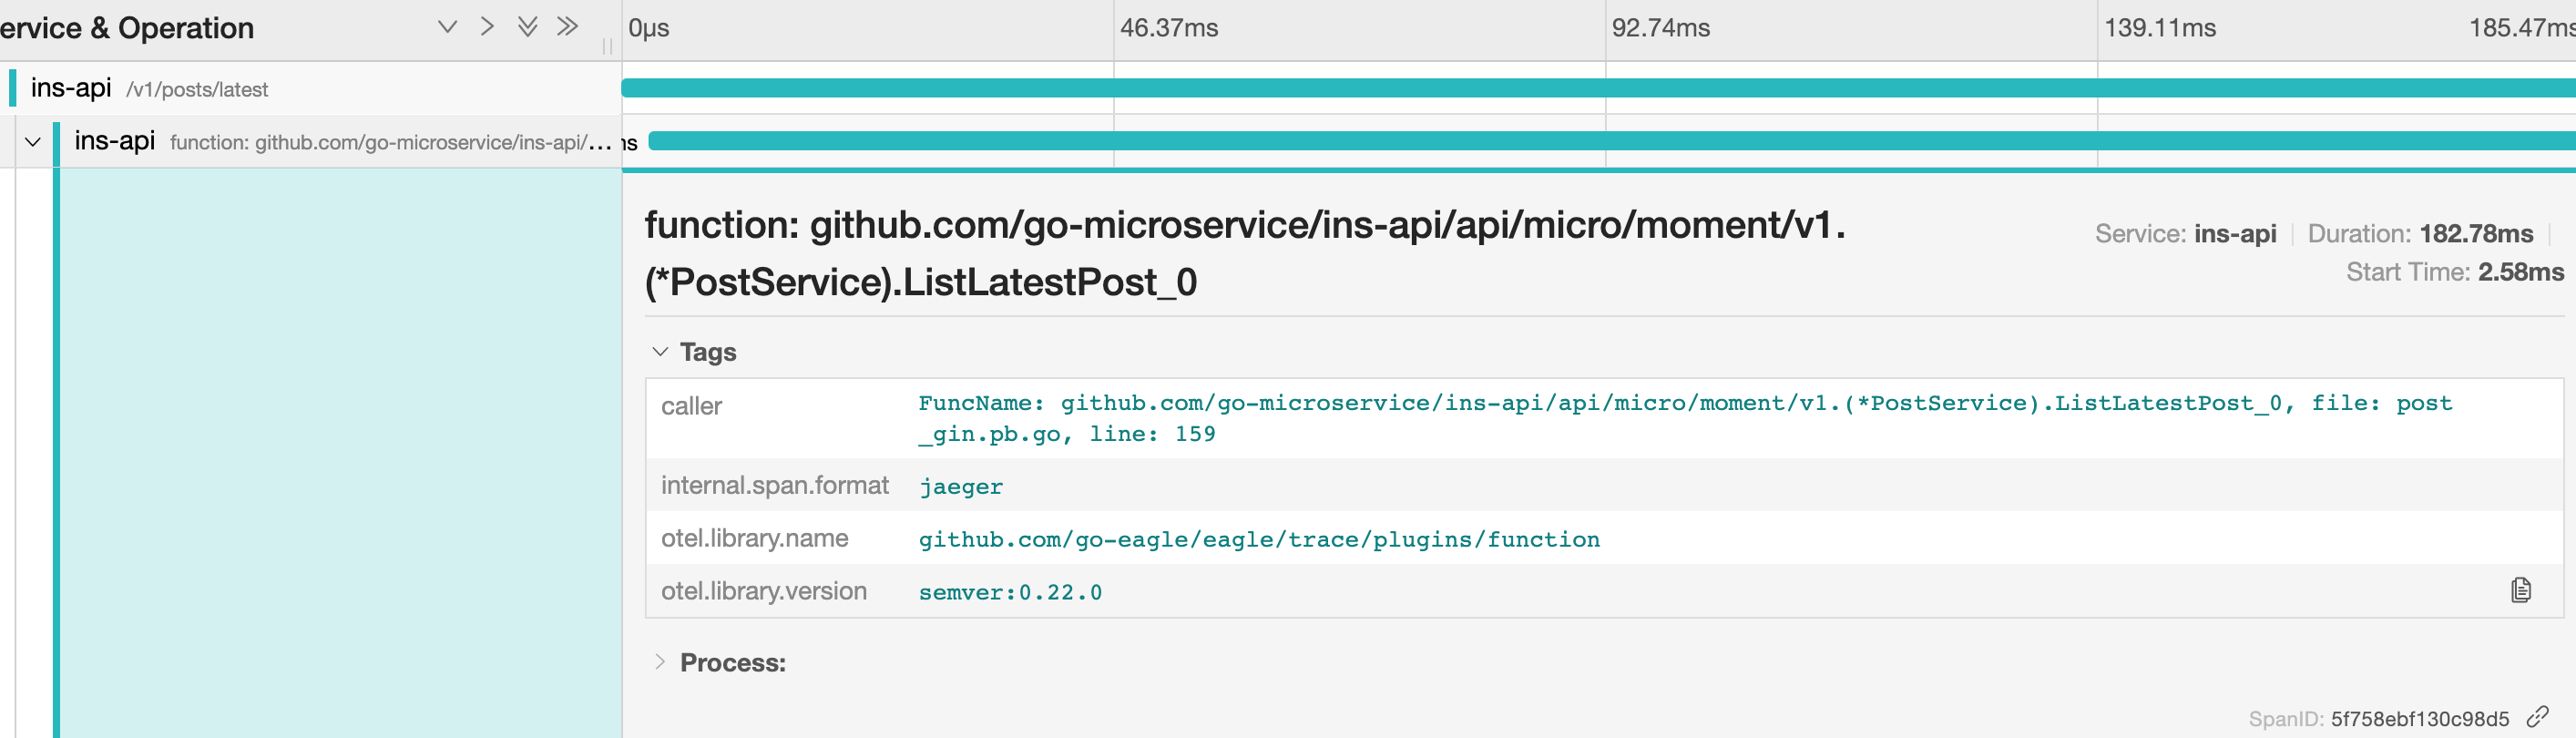 ervice & Operation
0μs
46.37ms
92.74ms
139.11ms
185.47ms
ins-api /v1/posts/latest
ins-api function: github.com/go-microservice/ins-api/... ns
function: github.com/go-microservice/ins-api/api/micro/moment/v1.
(*PostService).ListLatestPost_0
Service: ins-api
Duration: 182.78ms
Start Time: 2.58ms
Tags
caller FuncName: github.com/go-microservice/ins-api/api/micro/moment/v1.(*PostService).ListLatestPost_0, file: post
_gin.pb.go, line: 159
internal.span.format jaeger
otel.library.name github.com/go-eagle/eagle/trace/plugins/function
otel.library.version semver:0.22.0
Process:
SpanID: 5f758ebf130c98d5